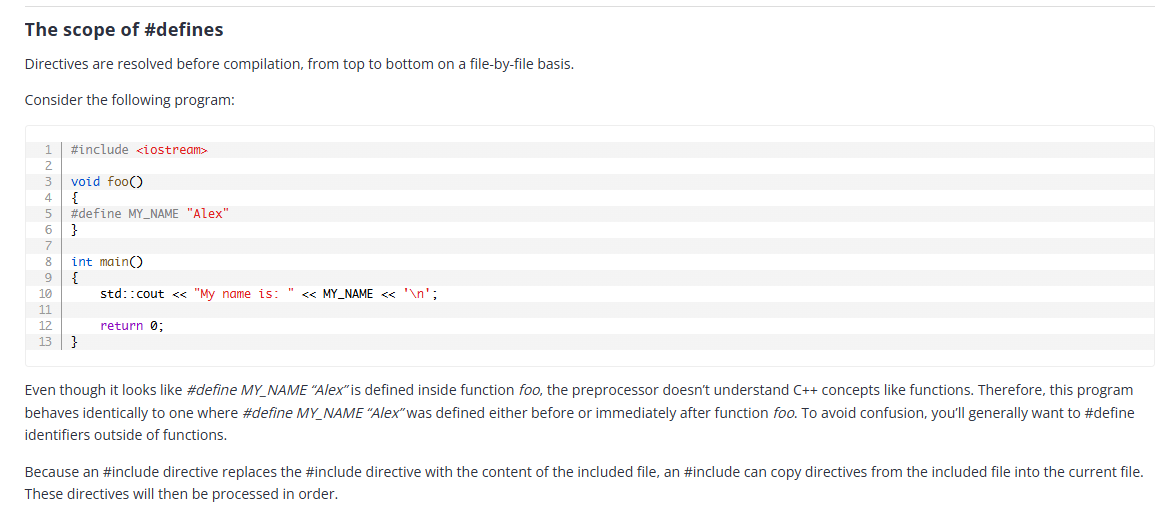 The scope of #defines
Directives are resolved before compilation, from top to bottom on a file-by-file basis.
Consider the following program:
1 #include <iostream>
2
3 void foo()
4 {
5 #define MY_NAME "Alex"
6 }
7
8 int main()
9 {
10     std::cout << "My name is: " << MY_NAME << '\n';
11
12     return 0;
13 }
Even though it looks like #define MY_NAME “Alex” is defined inside function foo, the preprocessor doesn’t understand C++ concepts like functions. Therefore, this program
behaves identically to one where #define MY_NAME “Alex” was defined either before or immediately after function foo. To avoid confusion, you’ll generally want to #define
identifiers outside of functions.
Because an #include directive replaces the #include directive with the content of the included file, an #include can copy directives from the included file into the current file.
These directives will then be processed in order.